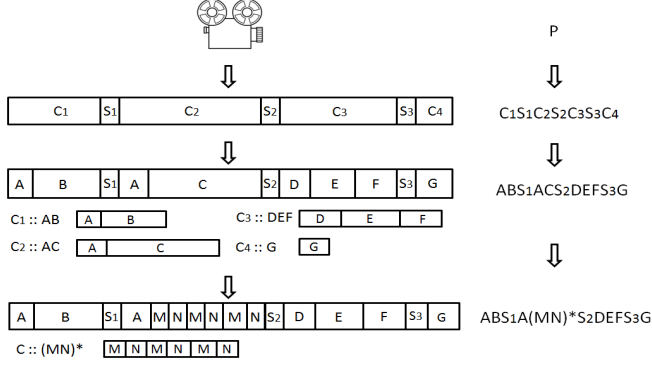 P
C1 S1 C2 S2 C3 S3 C4 C1S1C2S2C3S3C4
A B S1 A C S2 D E F S3 G ABS1ACS2DEFS3G
C1 :: AB A B C3 :: DEF D E F
C2 :: AC A C C4 :: G G
A B S1 A M N M N M N S2 D E F S3 G ABS1A(MN)*S2DEFS3G
C :: (MN)* M N M N M N